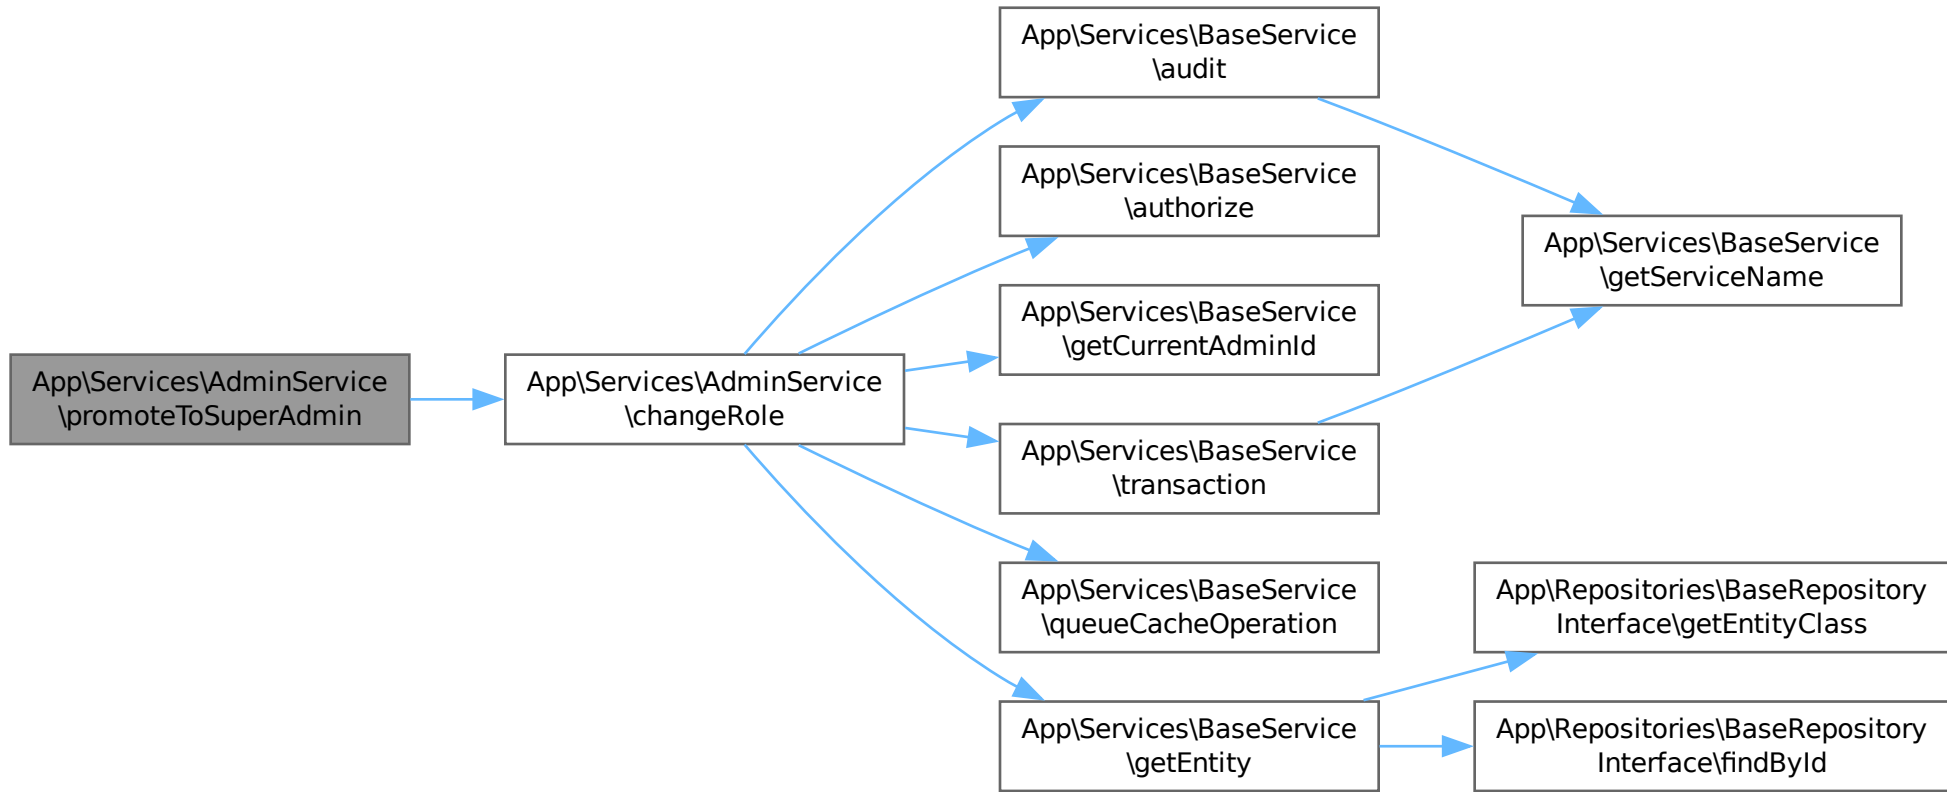 App\Services\AdminService
\promoteToSuperAdmin
App\Services\AdminService
\changeRole
App\Services\BaseService
\audit
App\Services\BaseService
\authorize
App\Services\BaseService
\getCurrentAdminId
App\Services\BaseService
\transaction
App\Services\BaseService
\queueCacheOperation
App\Services\BaseService
\getEntity
App\Services\BaseService
\getServiceName
App\Repositories\BaseRepository
Interface\getEntityClass
App\Repositories\BaseRepository
Interface\findById